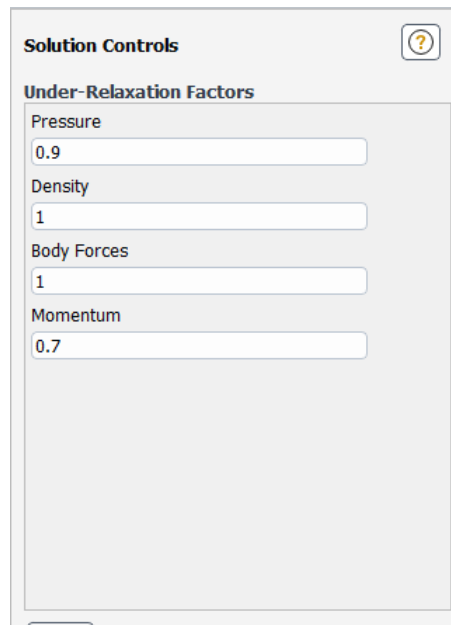 Solution Controls
?
Under-Relaxation Factors
Pressure
0.9
Density
1
Body Forces
1
Momentum
0.7